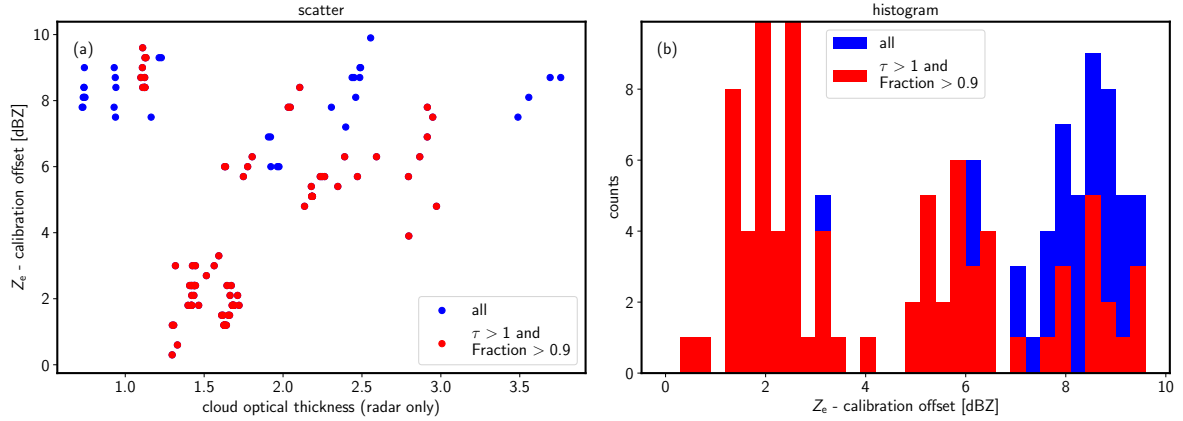 scatter
(a)
10
8
6
4
2
0
Z_e - calibration offset [dBZ]
1.0 1.5 2.0 2.5 3.0 3.5
cloud optical thickness (radar only)
all
τ > 1 and
Fraction > 0.9
histogram
(b)
all
τ > 1 and
Fraction > 0.9
8
6
4
2
0
counts
0 2 4 6 8 10
Z_e - calibration offset [dBZ]